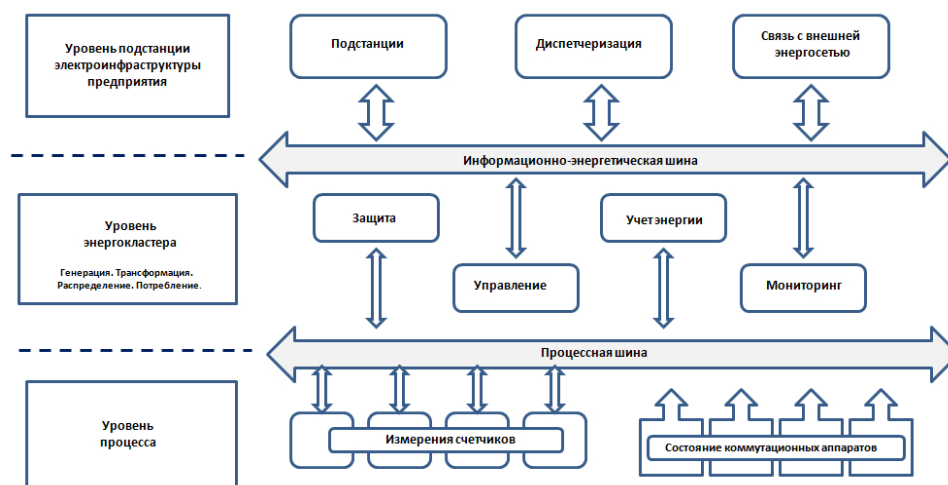 Уровень подстанции
электроинфраструктуры
предприятия
Подстанции
Диспетчеризация
Связь с внешней
энергосетью
Информационно-энергетическая шина
Уровень
энергокластера
Генерация. Трансформация.
Распределение. Потребление.
Защита
Учет энергии
Управление
Мониторинг
Процессная шина
Уровень
процесса
Измерения счетчиков
Состояние коммутационных аппаратов